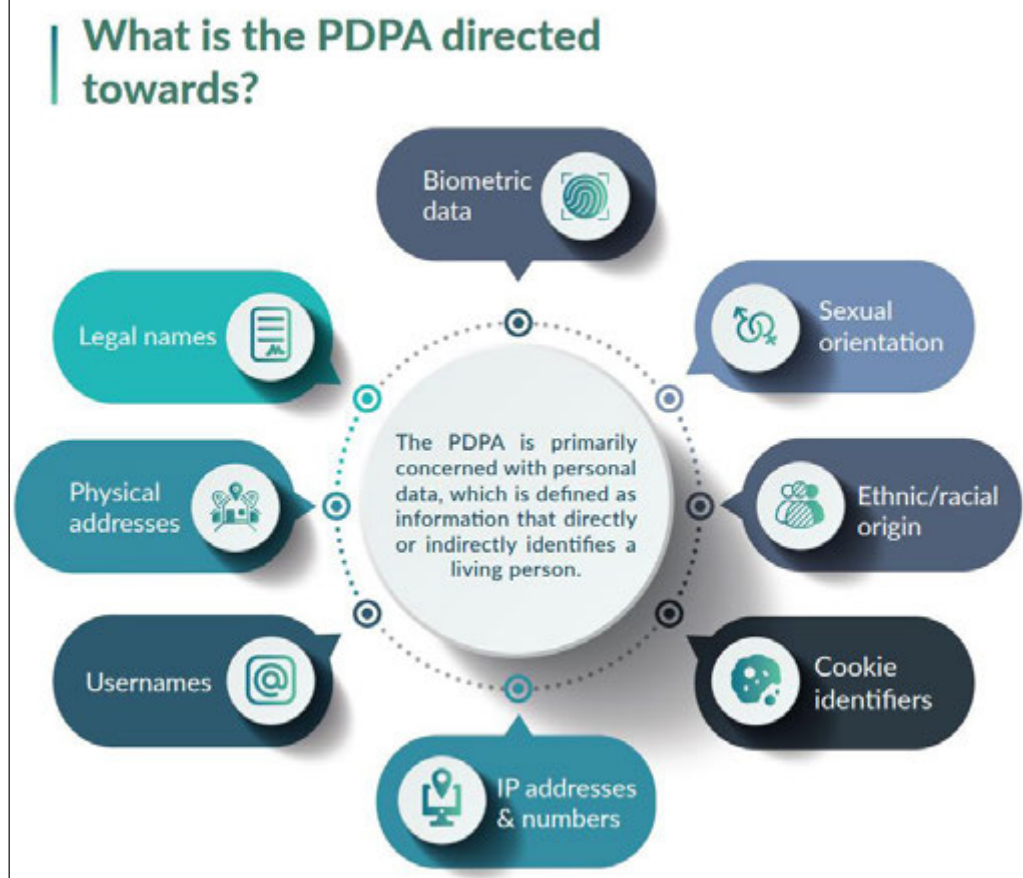 What is the PDPA directed
towards?
Biometric
data
Legal names
Sexual
orientation
The PDPA is primarily
concerned with personal
data, which is defined as
information that directly
or indirectly identifies a
living person.
Physical
addresses
Ethnic/racial
origin
Usernames
Cookie
identifiers
IP addresses
& numbers